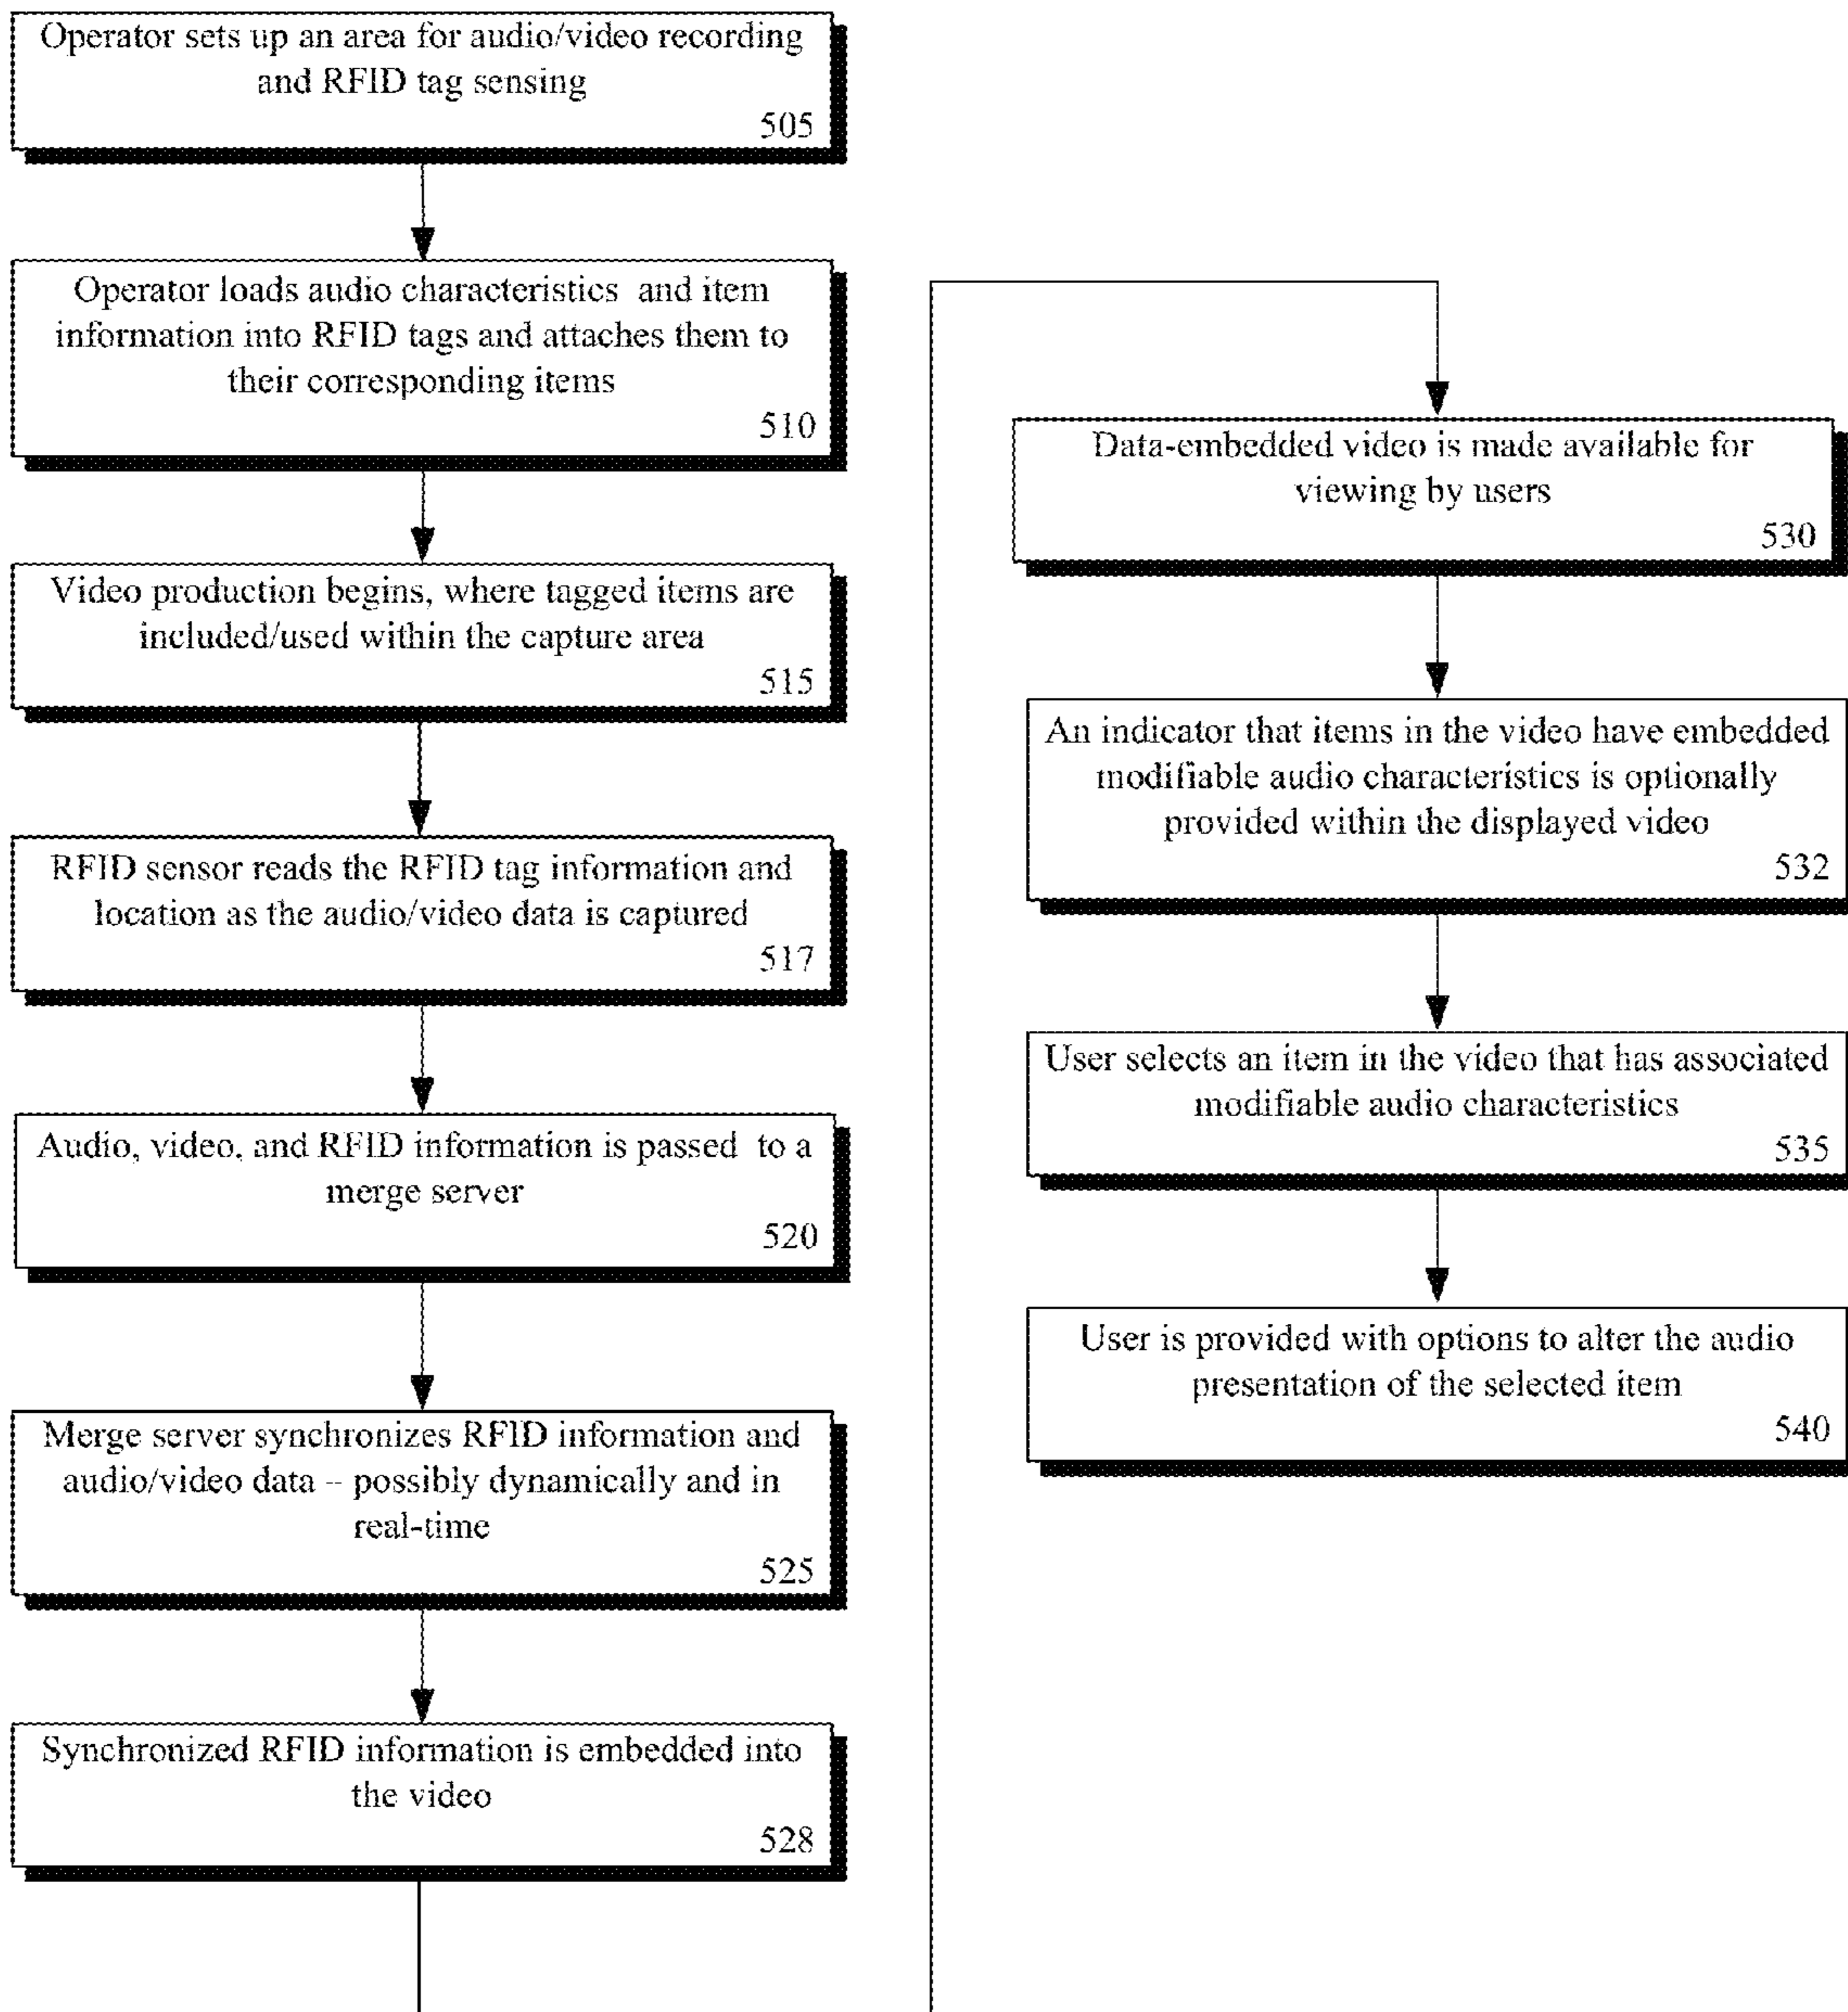 Operator sets up an area for audio/video recording
and RFID tag sensing
505
Operator loads audio characteristics and item
information into RFID tags and attaches them to
their corresponding items
510
Video production begins, where tagged items are
included/used within the capture area
515
RFID sensor reads the RFID tag information and
location as the audio/video data is captured
517
Audio, video, and RFID information is passed to a
merge server
520
Merge server synchronizes RFID information and
audio/video data -- possibly dynamically and in
real-time
525
Synchronized RFID information is embedded into
the video
528
Data-embedded video is made available for
viewing by users
530
An indicator that items in the video have embedded
modifiable audio characteristics is optionally
provided within the displayed video
532
User selects an item in the video that has associated
modifiable audio characteristics
535
User is provided with options to alter the audio
presentation of the selected item
540